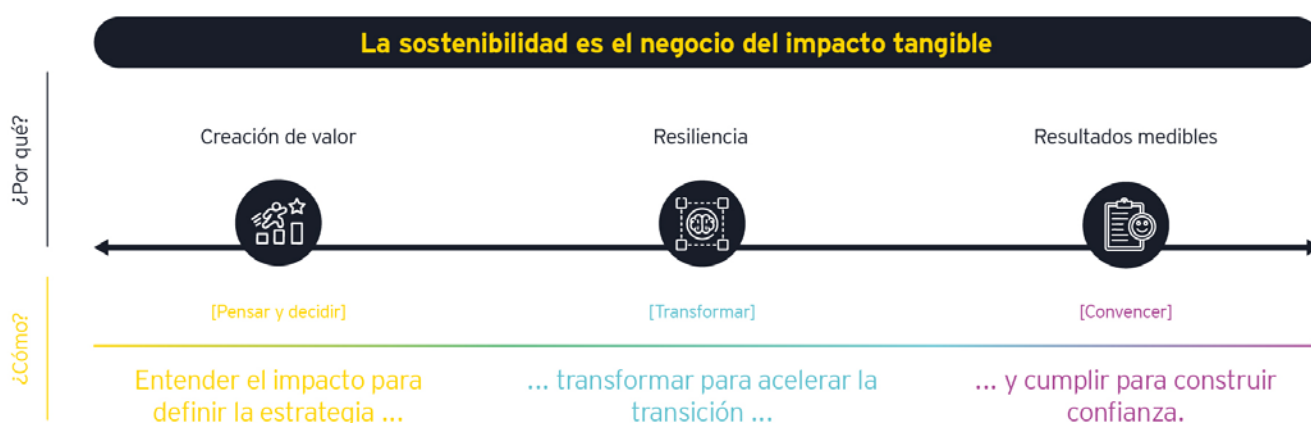 La sostenibilidad es el negocio del impacto tangible
¿Por qué?
Creación de valor
Resiliencia
Resultados medibles
¿Cómo?
[Pensar y decidir]
[Transformar]
[Convencer]
Entender el impacto para
definir la estrategia ...
... transformar para acelerar la
transición ...
... y cumplir para construir
confianza.